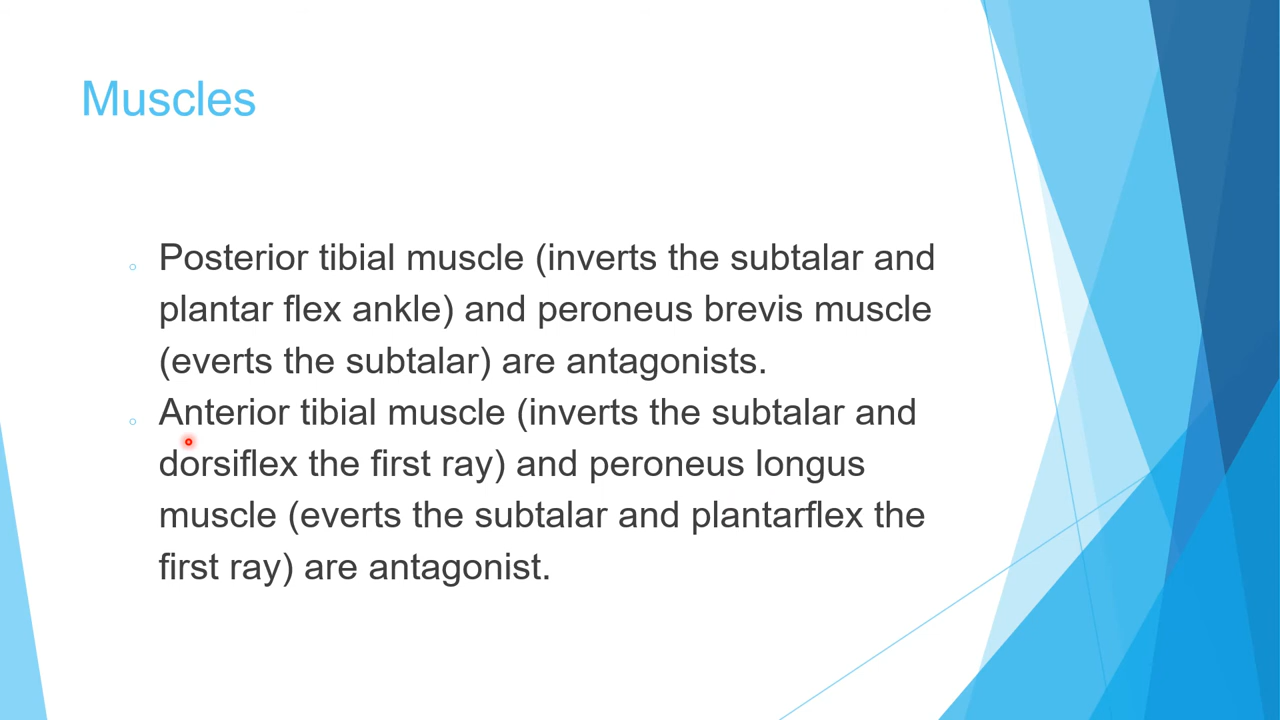 Muscles
Posterior tibial muscle (inverts the subtalar and
plantar flex ankle) and peroneus brevis muscle
(everts the subtalar) are antagonists.
Anterior tibial muscle (inverts the subtalar and
dorsiflex the first ray) and peroneus longus
muscle (everts the subtalar and plantarflex the
first ray) are antagonist.